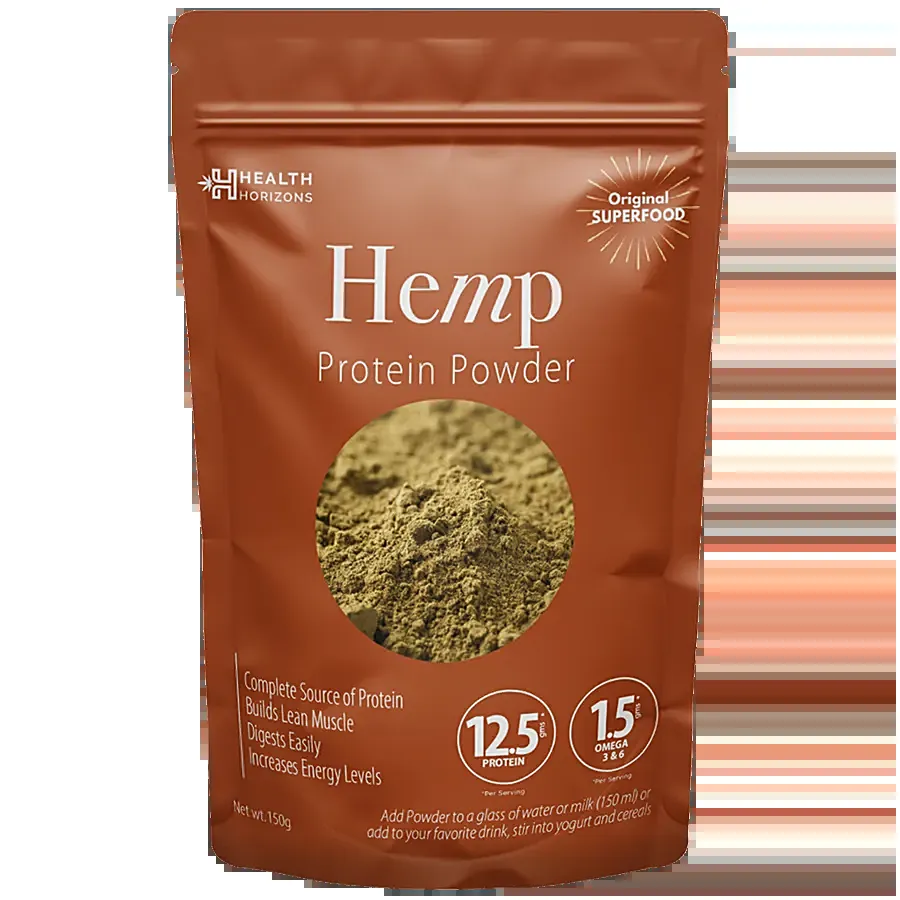 HEALTH
HORIZONS
Original
SUPERFOOD
Hemp
Protein Powder
Complete Source of Protein
Builds Lean Muscle
Digests Easily
Increases Energy Levels
12.5 gms*
PROTEIN
*Per Serving
1.5 gms*
OMEGA
3 & 6
*Per Serving
Net wt.150g
Add Powder to a glass of water or milk (150 ml) or
add to your favorite drink, stir into yogurt and cereals